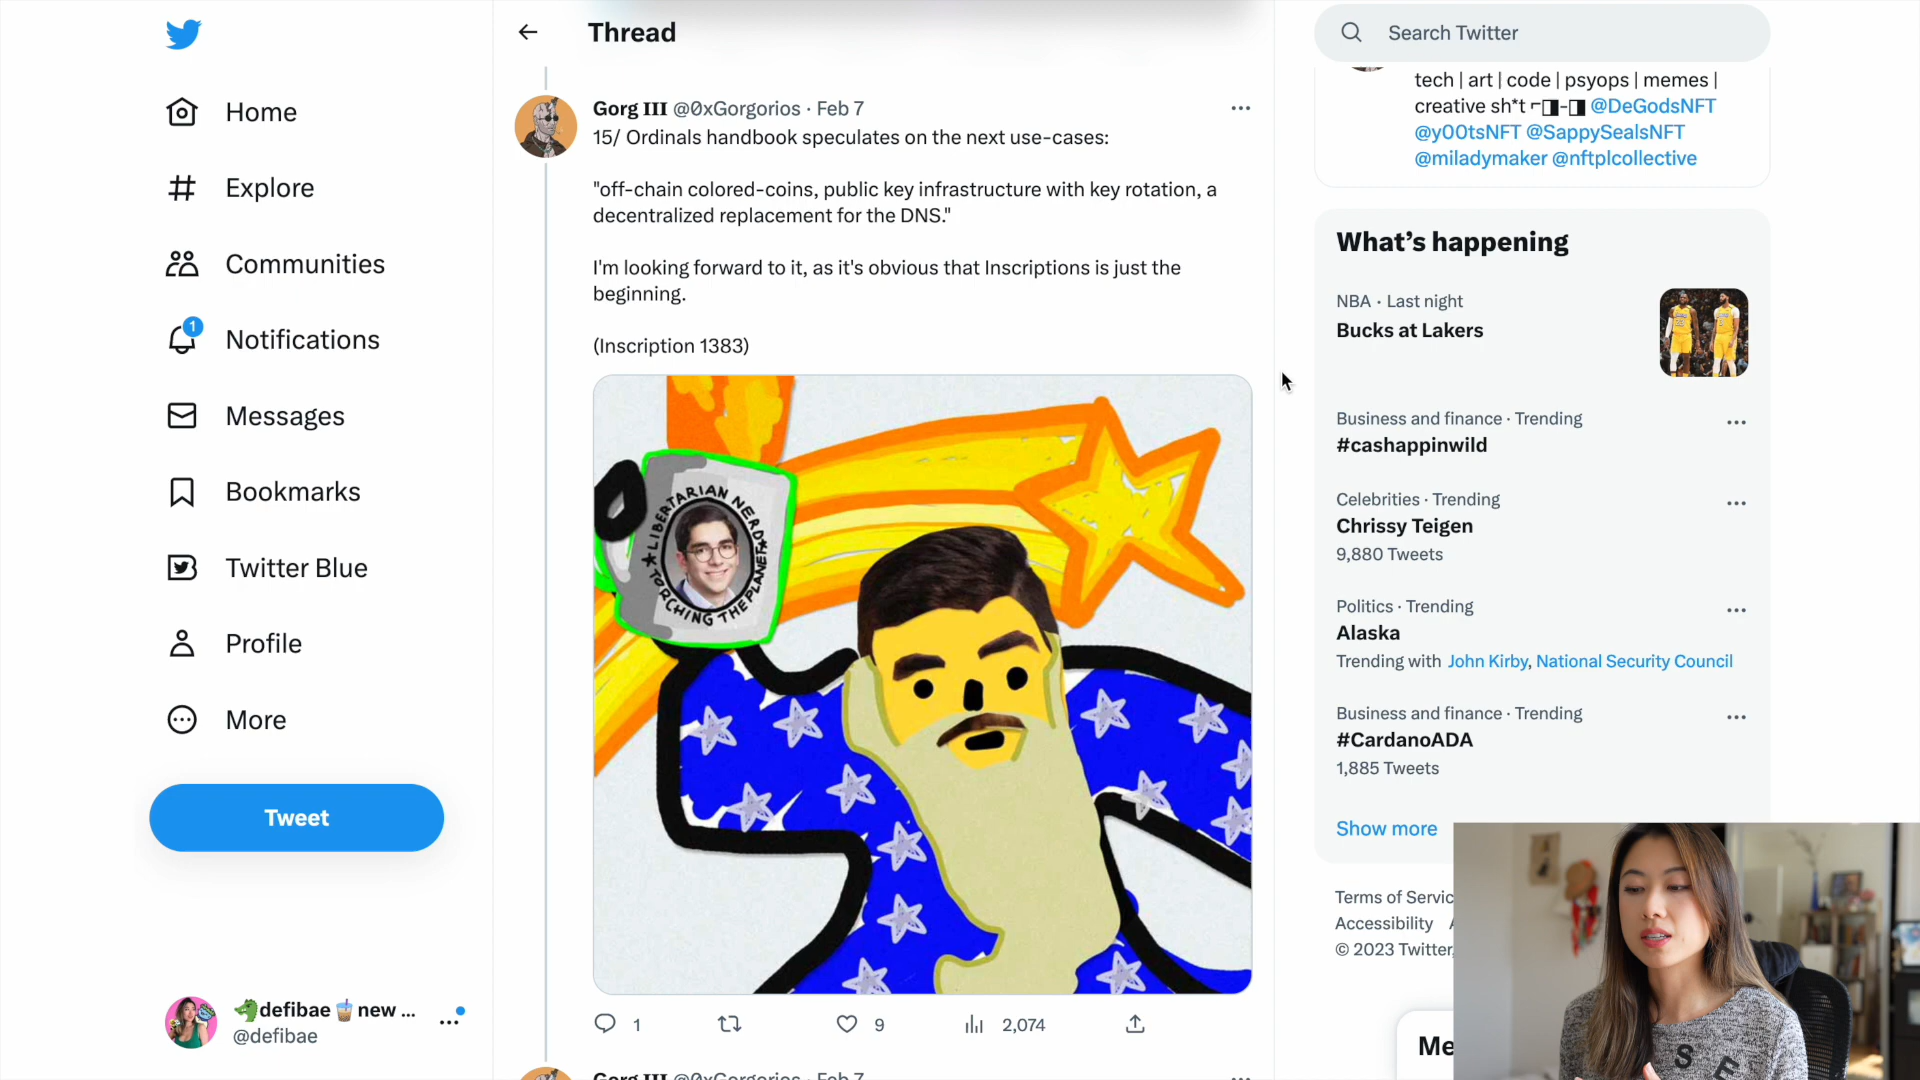 Home
Explore
Communities
1
Notifications
Messages
Bookmarks
Twitter Blue
Profile
More
Tweet
defibae new ...
@defibae
Thread
Gorg III @0xGorgorios · Feb 7
15/ Ordinals handbook speculates on the next use-cases:
"off-chain colored-coins, public key infrastructure with key rotation, a
decentralized replacement for the DNS."
I'm looking forward to it, as it's obvious that Inscriptions is just the
beginning.
(Inscription 1383)
LIBERTARIAN NERD
TORCHING THE PLANET
1
9
2,074
Gorg III @0xGorgorios · Feb 7
Search Twitter
tech | art | code | psyops | memes |
creative sh*t ⌐◨-◨ @DeGodsNFT
@y00tsNFT @SappySealsNFT
@miladymaker @nftplcollective
What's happening
NBA · Last night
Bucks at Lakers
Business and finance · Trending
#cashappinwild
Celebrities · Trending
Chrissy Teigen
9,880 Tweets
Politics · Trending
Alaska
Trending with John Kirby, National Security Council
Business and finance · Trending
#CardanoADA
1,885 Tweets
Show more
Terms of Servic
Accessibility
© 2023 Twitter,
Me
S E